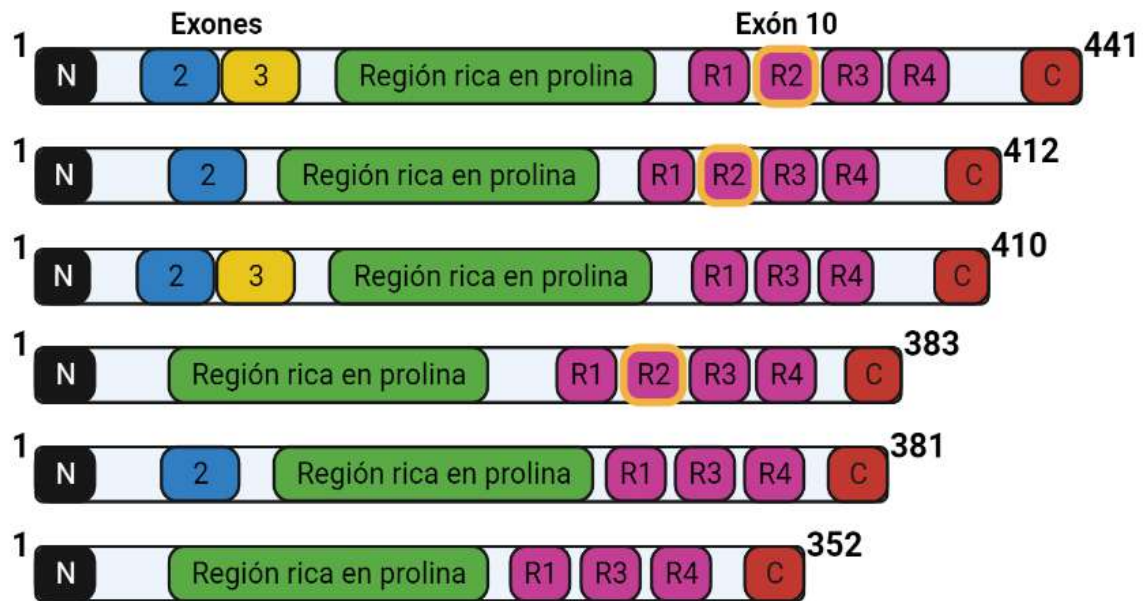 Exones Exón 10
1 N 2 3 Región rica en prolina R1 R2 R3 R4 C 441
1 N 2 Región rica en prolina R1 R2 R3 R4 C 412
1 N 2 3 Región rica en prolina R1 R3 R4 C 410
1 N Región rica en prolina R1 R2 R3 R4 C 383
1 N 2 Región rica en prolina R1 R3 R4 C 381
1 N Región rica en prolina R1 R3 R4 C 352